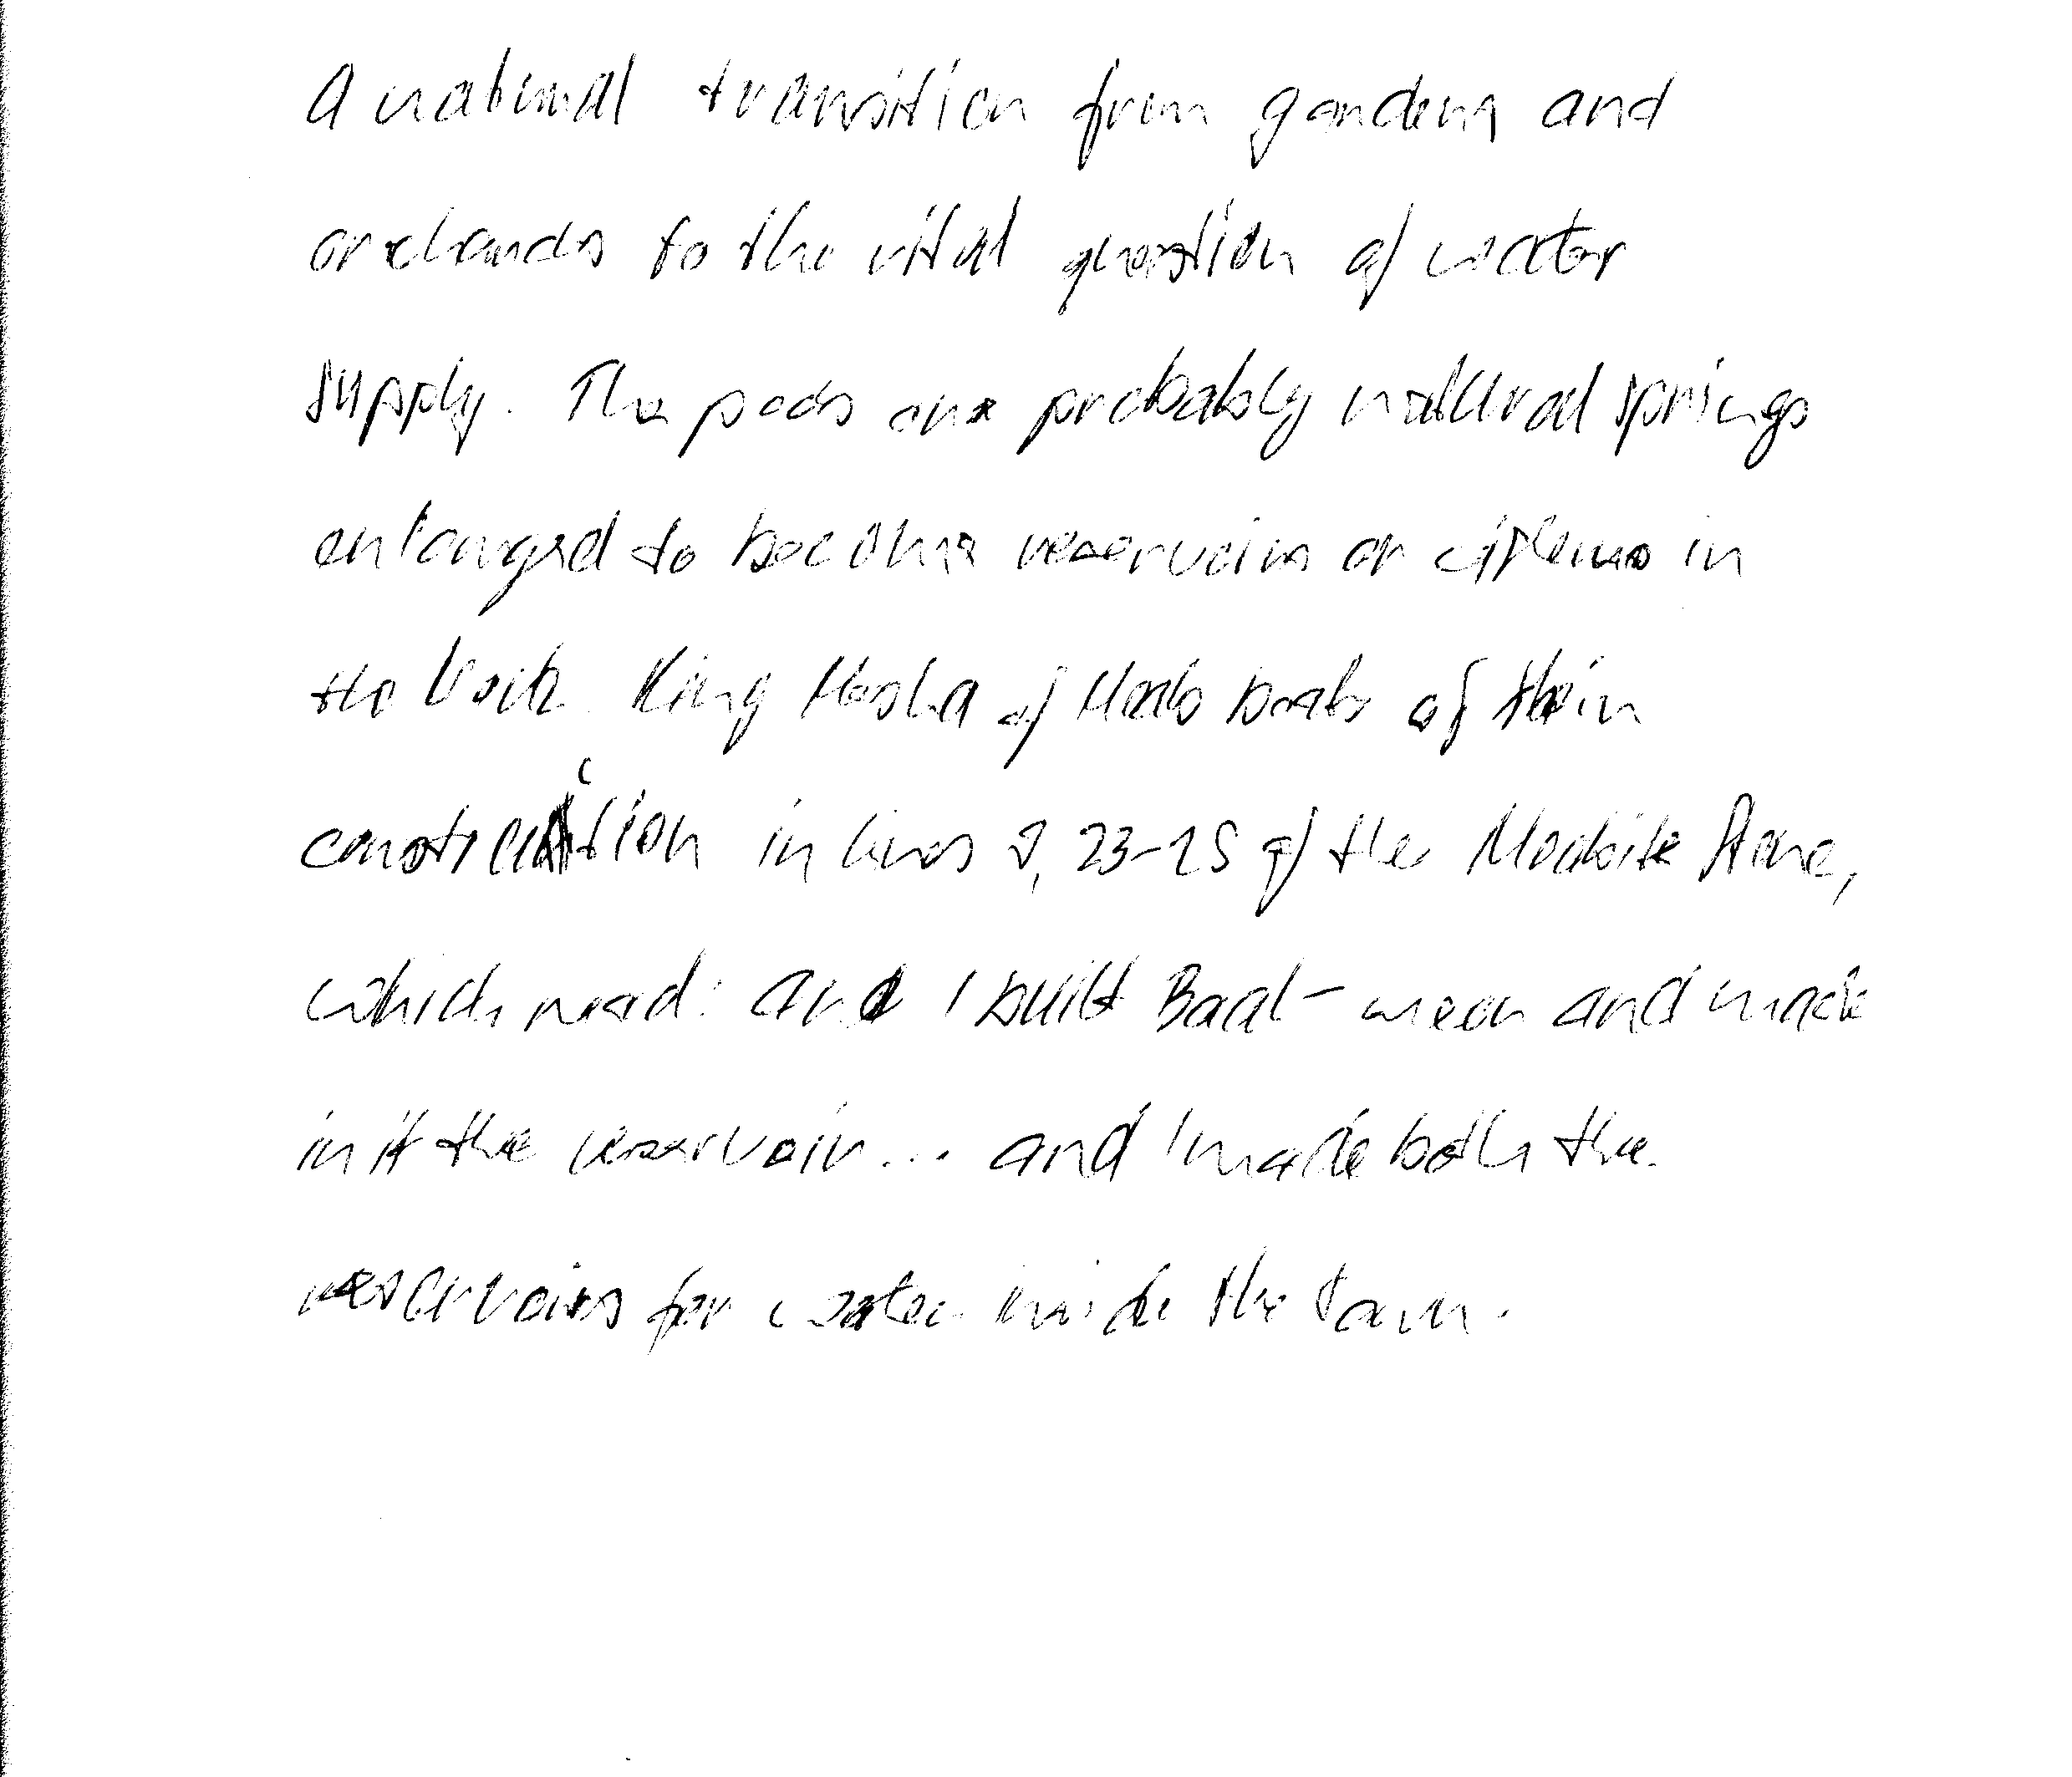 A natural transition from gardens and
orchards to the vital question of water
supply. The pools are probably natural springs
enlarged to become reservoirs or cisterns in
the rock. King Mesha of Moab boasts of their
construction in lines 9, 23-25 of the Moabite Stone,
which read: and I built Baal-meon and made
in it the reservoir... and I made both the
reservoirs for water inside the town.